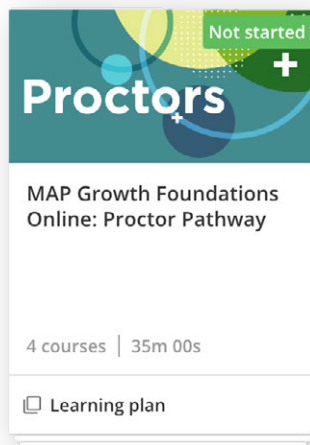 Not started
Proctors
MAP Growth Foundations
Online: Proctor Pathway
4 courses | 35m 00s
Learning plan